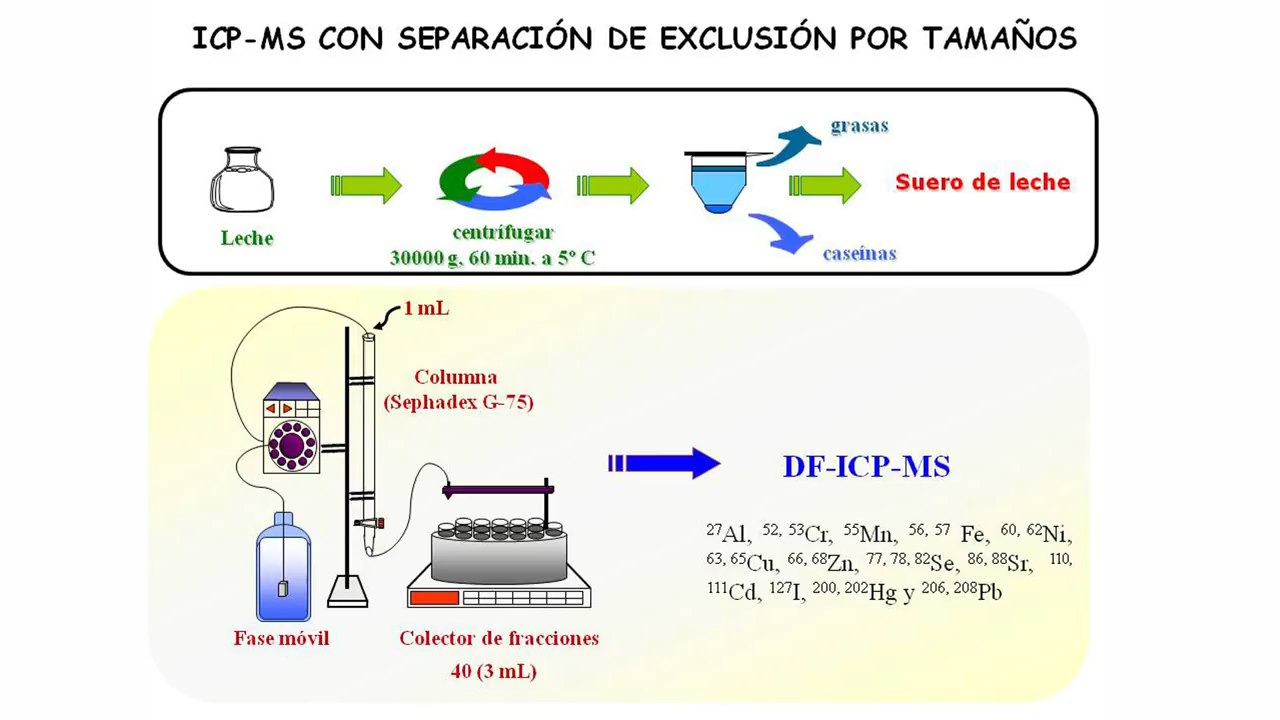 ICP-MS CON SEPARACIÓN DE EXCLUSIÓN POR TAMAÑOS
grasas
Suero de leche
Leche
centrífugar
30000 g, 60 min. a 5º C
caseínas
1 mL
Columna
(Sephadex G-75)
DF-ICP-MS
²⁷Al, ⁵², ⁵³Cr, ⁵⁵Mn, ⁵⁶, ⁵⁷ Fe, ⁶⁰, ⁶²Ni,
⁶³, ⁶⁵Cu, ⁶⁶, ⁶⁸Zn, ⁷⁷, ⁷⁸, ⁸²Se, ⁸⁶, ⁸⁸Sr, ¹¹⁰,
¹¹¹Cd, ¹²⁷I, ²⁰⁰, ²⁰²Hg y ²⁰⁶, ²⁰⁸Pb
Fase móvil
Colector de fracciones
40 (3 mL)